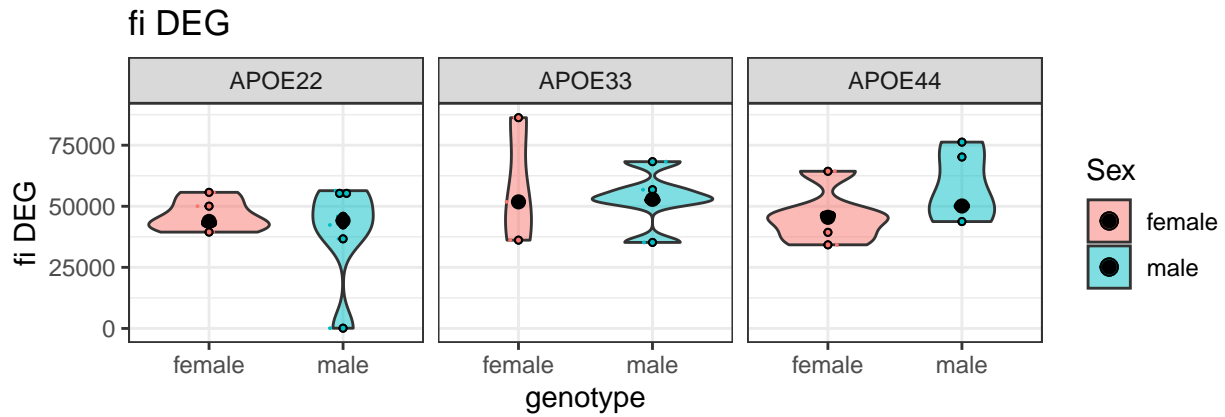 fi DEG
APOE22 APOE33 APOE44
fi DEG
75000
50000
25000
0
female male female male female male
genotype
Sex
female
male